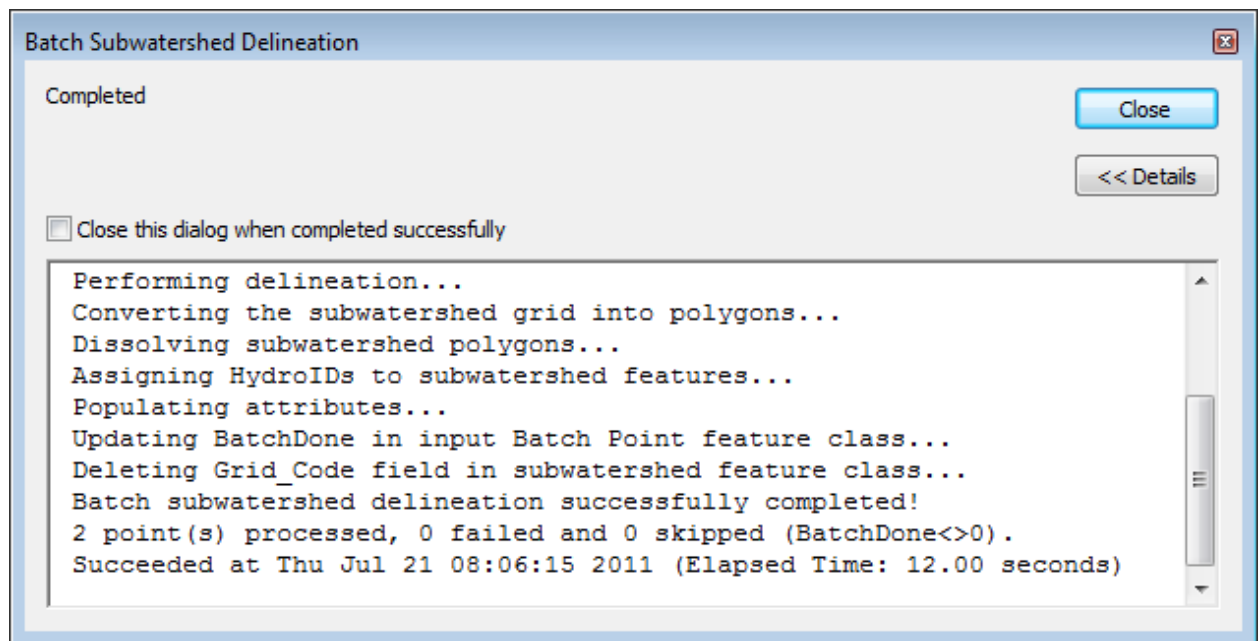 Batch Subwatershed Delineation
Completed
Close
<< Details
Close this dialog when completed successfully
Performing delineation...
Converting the subwatershed grid into polygons...
Dissolving subwatershed polygons...
Assigning HydroIDs to subwatershed features...
Populating attributes...
Updating BatchDone in input Batch Point feature class...
Deleting Grid_Code field in subwatershed feature class...
Batch subwatershed delineation successfully completed!
2 point(s) processed, 0 failed and 0 skipped (BatchDone<>0).
Succeeded at Thu Jul 21 08:06:15 2011 (Elapsed Time: 12.00 seconds)